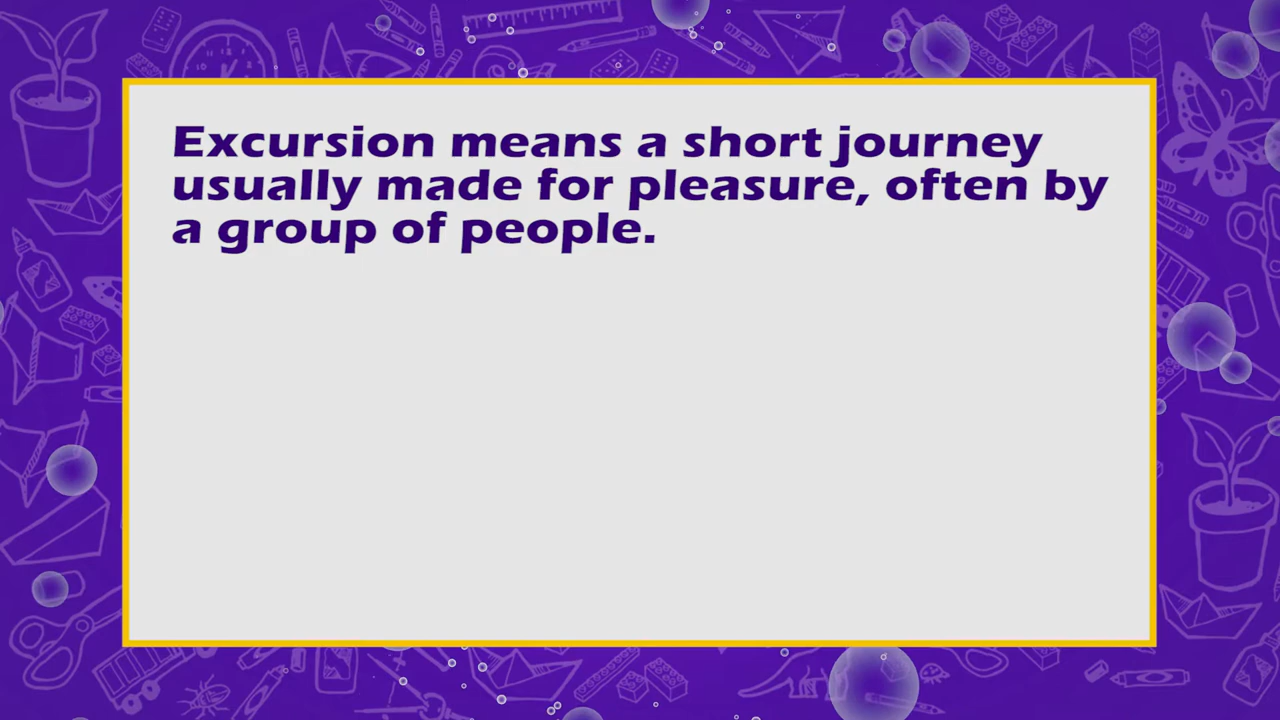 Excursion means a short journey
usually made for pleasure, often by
a group of people.